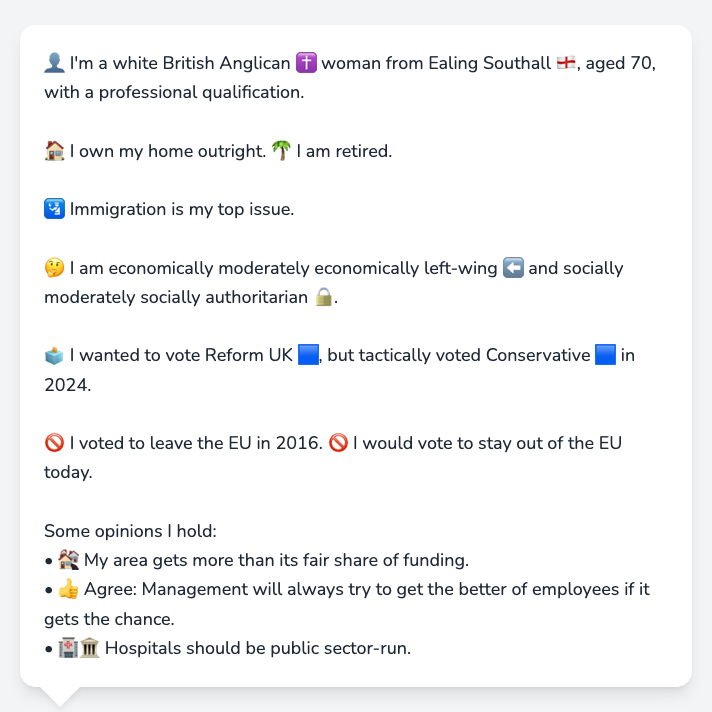 👤 I'm a white British Anglican ✝️ woman from Ealing Southall 🏴󠁧󠁢󠁥󠁮󠁧󠁿, aged 70,
with a professional qualification.
🏠 I own my home outright. 🌴 I am retired.
🛂 Immigration is my top issue.
🤔 I am economically moderately economically left-wing ⬅️ and socially
moderately socially authoritarian 🔒.
🗳️ I wanted to vote Reform UK 🟦, but tactically voted Conservative 🟦 in
2024.
🚫 I voted to leave the EU in 2016. 🚫 I would vote to stay out of the EU
today.
Some opinions I hold:
• 🏘️ My area gets more than its fair share of funding.
• 👍 Agree: Management will always try to get the better of employees if it
gets the chance.
• 🏥🏛️ Hospitals should be public sector-run.